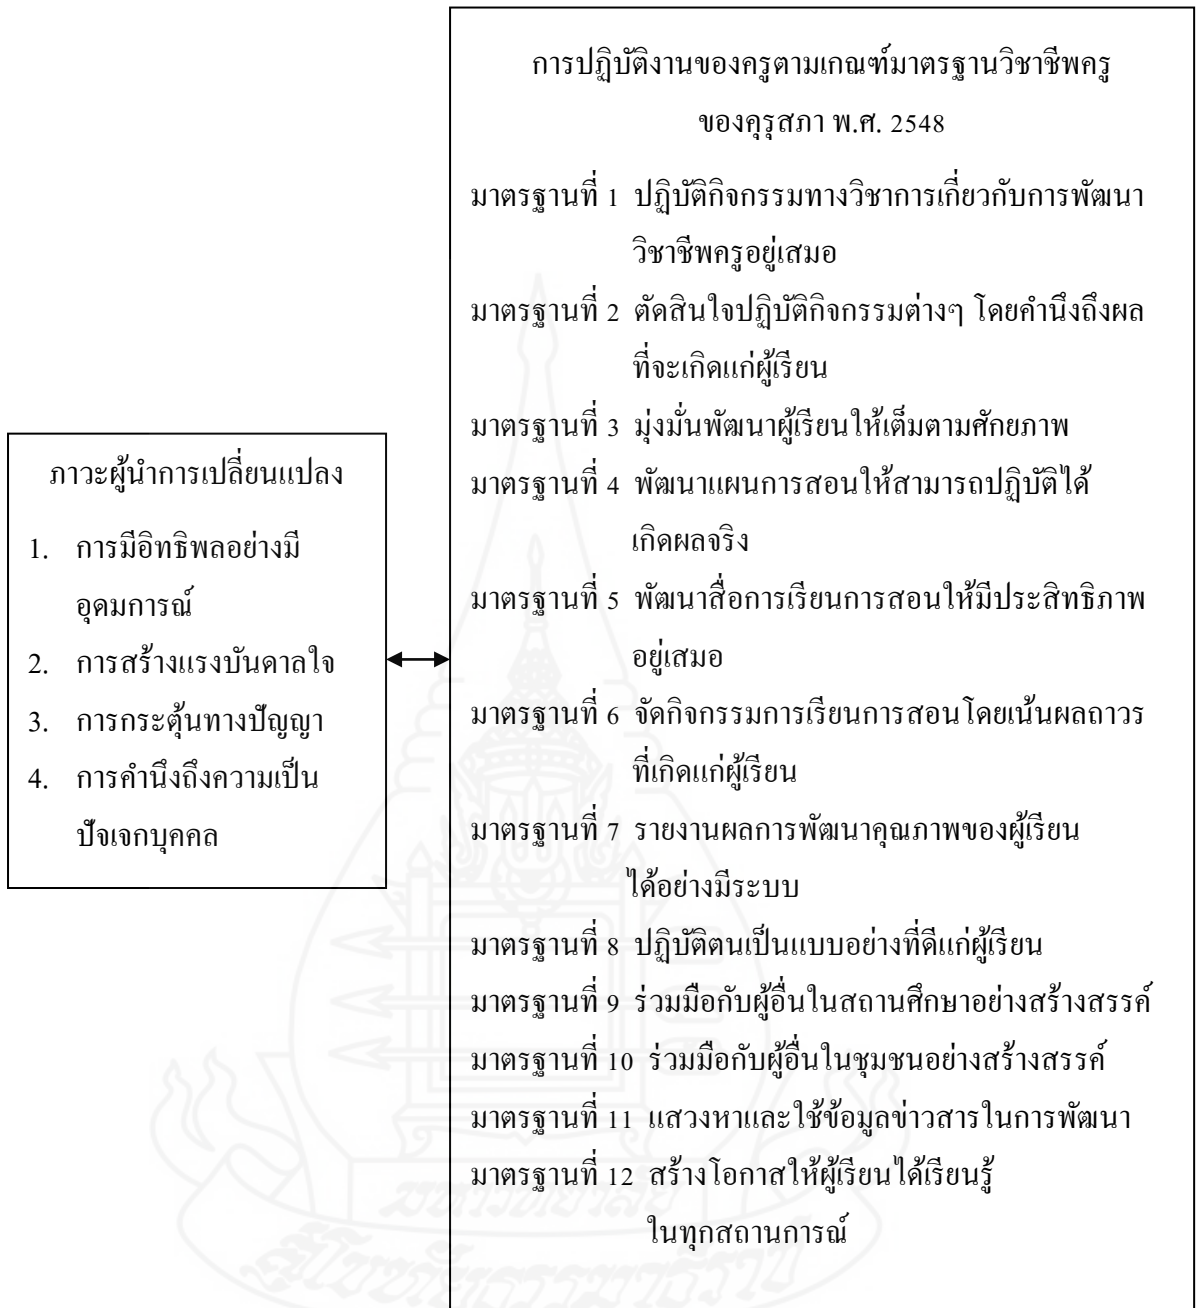 การปฏิบัติงานของครูตามเกณฑ์มาตรฐานวิชาชีพครู
ของคุรุสภา พ.ศ. 2548
มาตรฐานที่ 1 ปฏิบัติกิจกรรมทางวิชาการเกี่ยวกับการพัฒนา
วิชาชีพครูอยู่เสมอ
มาตรฐานที่ 2 ตัดสินใจปฏิบัติกิจกรรมต่างๆ โดยคำนึงถึงผล
ที่จะเกิดแก่ผู้เรียน
มาตรฐานที่ 3 มุ่งมั่นพัฒนาผู้เรียนให้เต็มตามศักยภาพ
มาตรฐานที่ 4 พัฒนาแผนการสอนให้สามารถปฏิบัติได้
เกิดผลจริง
มาตรฐานที่ 5 พัฒนาสื่อการเรียนการสอนให้มีประสิทธิภาพ
อยู่เสมอ
มาตรฐานที่ 6 จัดกิจกรรมการเรียนการสอนโดยเน้นผลถาวร
ที่เกิดแก่ผู้เรียน
มาตรฐานที่ 7 รายงานผลการพัฒนาคุณภาพของผู้เรียน
ได้อย่างมีระบบ
มาตรฐานที่ 8 ปฏิบัติตนเป็นแบบอย่างที่ดีแก่ผู้เรียน
มาตรฐานที่ 9 ร่วมมือกับผู้อื่นในสถานศึกษาอย่างสร้างสรรค์
มาตรฐานที่ 10 ร่วมมือกับผู้อื่นในชุมชนอย่างสร้างสรรค์
มาตรฐานที่ 11 แสวงหาและใช้ข้อมูลข่าวสารในการพัฒนา
มาตรฐานที่ 12 สร้างโอกาสให้ผู้เรียนได้เรียนรู้
ในทุกสถานการณ์
ภาวะผู้นำการเปลี่ยนแปลง
1. การมีอิทธิพลอย่างมี
อุดมการณ์
2. การสร้างแรงบันดาลใจ
3. การกระตุ้นทางปัญญา
4. การคำนึงถึงความเป็น
ปัจเจกบุคคล
มหาวิทยาลัย
สุโขทัยธรรมาธิราช